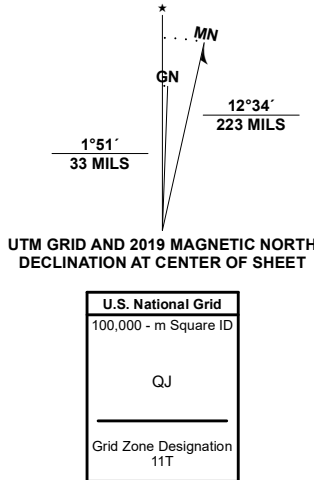 ★
MN
GN
12°34´
223 MILS
1°51´
33 MILS
UTM GRID AND 2019 MAGNETIC NORTH
DECLINATION AT CENTER OF SHEET
U.S. National Grid
100,000 - m Square ID
QJ
Grid Zone Designation
11T